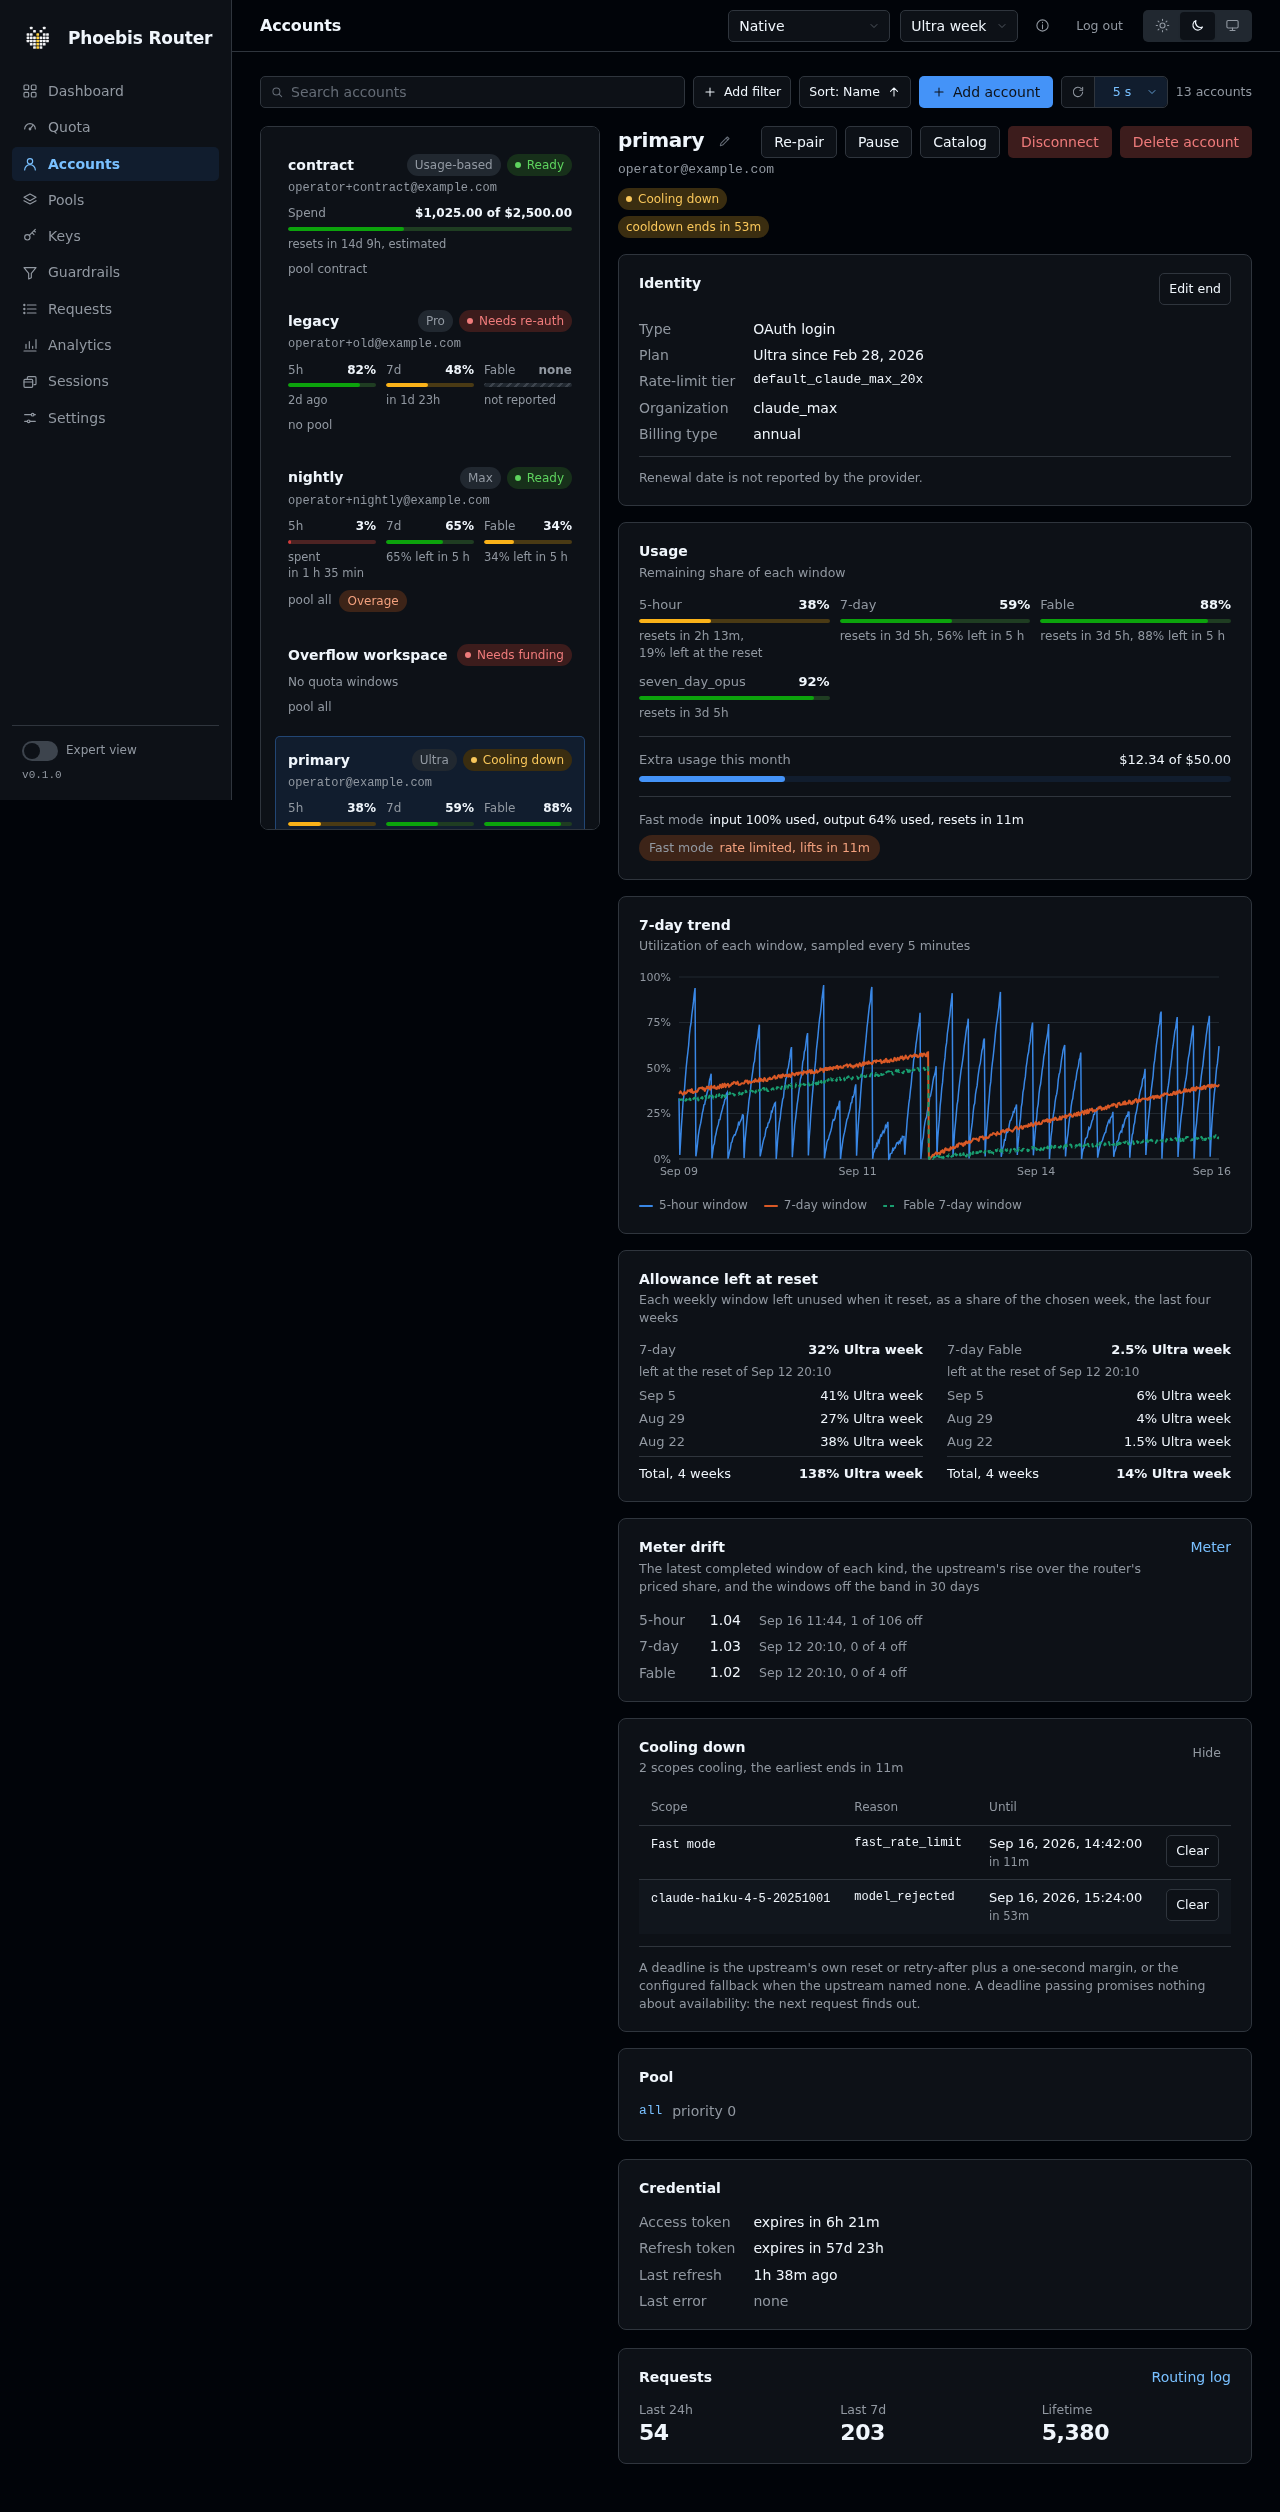 Phoebis Router
Dashboard
Quota
Accounts
Pools
Keys
Guardrails
Requests
Analytics
Sessions
Settings
Expert view
v0.1.0
Accounts
Native
Ultra week
Log out
Search accounts
Add filter
Sort: Name
Add account
5 s
13 accounts
contract Usage-based Ready
operator+contract@example.com
Spend $1,025.00 of $2,500.00
resets in 14d 9h, estimated
pool contract
legacy Pro Needs re-auth
operator+old@example.com
5h 82% 7d 48% Fable none
2d ago in 1d 23h not reported
no pool
nightly Max Ready
operator+nightly@example.com
5h 3% 7d 65% Fable 34%
spent 65% left in 5 h 34% left in 5 h
in 1 h 35 min
pool all Overage
Overflow workspace Needs funding
No quota windows
pool all
primary Ultra Cooling down
operator@example.com
5h 38% 7d 59% Fable 88%
primary Re-pair Pause Catalog Disconnect Delete account
operator@example.com
Cooling down
cooldown ends in 53m
Identity Edit end
Type OAuth login
Plan Ultra since Feb 28, 2026
Rate-limit tier default_claude_max_20x
Organization claude_max
Billing type annual
Renewal date is not reported by the provider.
Usage
Remaining share of each window
5-hour 38% 7-day 59% Fable 88%
resets in 2h 13m, resets in 3d 5h, 56% left in 5 h resets in 3d 5h, 88% left in 5 h
19% left at the reset
seven_day_opus 92%
resets in 3d 5h
Extra usage this month $12.34 of $50.00
Fast mode input 100% used, output 64% used, resets in 11m
Fast mode rate limited, lifts in 11m
7-day trend
Utilization of each window, sampled every 5 minutes
100%
75%
50%
25%
0%
Sep 09 Sep 11 Sep 14 Sep 16
5-hour window 7-day window Fable 7-day window
Allowance left at reset
Each weekly window left unused when it reset, as a share of the chosen week, the last four
weeks
7-day 32% Ultra week 7-day Fable 2.5% Ultra week
left at the reset of Sep 12 20:10 left at the reset of Sep 12 20:10
Sep 5 41% Ultra week Sep 5 6% Ultra week
Aug 29 27% Ultra week Aug 29 4% Ultra week
Aug 22 38% Ultra week Aug 22 1.5% Ultra week
Total, 4 weeks 138% Ultra week Total, 4 weeks 14% Ultra week
Meter drift Meter
The latest completed window of each kind, the upstream's rise over the router's
priced share, and the windows off the band in 30 days
5-hour 1.04 Sep 16 11:44, 1 of 106 off
7-day 1.03 Sep 12 20:10, 0 of 4 off
Fable 1.02 Sep 12 20:10, 0 of 4 off
Cooling down Hide
2 scopes cooling, the earliest ends in 11m
Scope Reason Until
Fast mode fast_rate_limit Sep 16, 2026, 14:42:00 Clear
in 11m
claude-haiku-4-5-20251001 model_rejected Sep 16, 2026, 15:24:00 Clear
in 53m
A deadline is the upstream's own reset or retry-after plus a one-second margin, or the
configured fallback when the upstream named none. A deadline passing promises nothing
about availability: the next request finds out.
Pool
all priority 0
Credential
Access token expires in 6h 21m
Refresh token expires in 57d 23h
Last refresh 1h 38m ago
Last error none
Requests Routing log
Last 24h Last 7d Lifetime
54 203 5,380